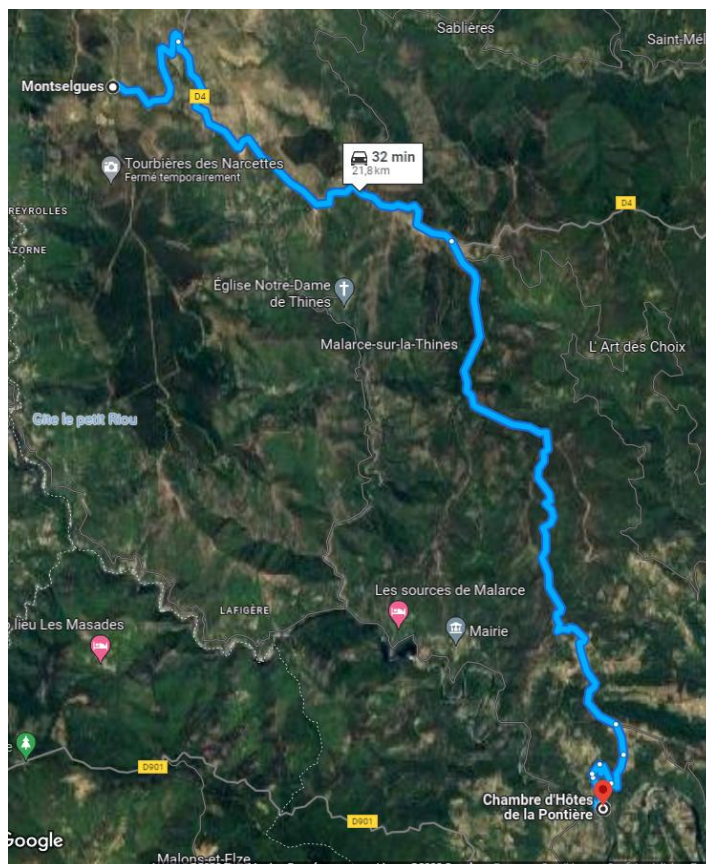 Sablières
Saint-Mél
Montselgues
D4
32 min
21,8 km
Tourbières des Narcettes
Fermé temporairement
D4
REYROLLES
AZORNE
Église Notre-Dame
de Thines
Malarce-sur-la-Thines
L'Art des Choix
Gîte le petit Riou
Les sources de Malarce
LAFIGÈRE
lieu Les Masades
Mairie
D901
Chambre d'Hôtes
de la Pontière
D901
Google
Malons-et-Elze